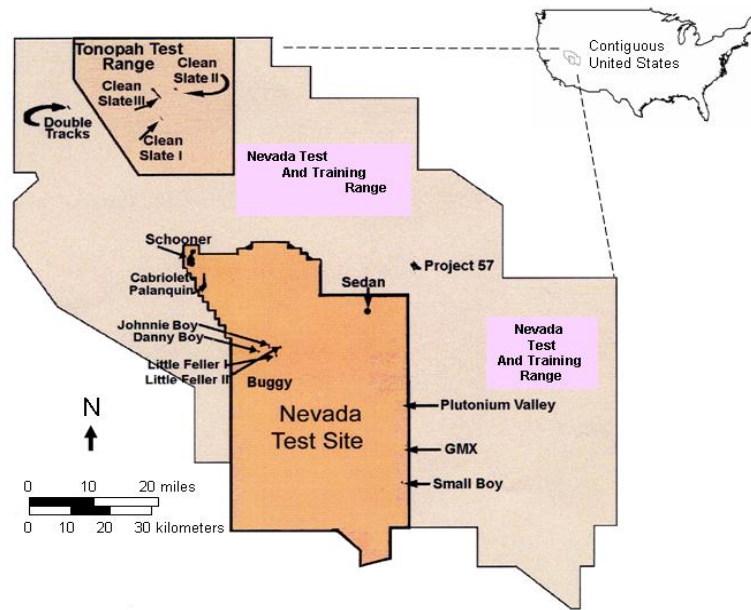 Contiguous
United States
Tonopah Test
Range
Clean
Slate II
Clean
Slate III
Double
Tracks
Clean
Slate I
Nevada Test
And Training
Range
Schooner
Project 57
Cabriolet
Palanquin
Sedan
Johnnie Boy
Danny Boy
Little Feller I
Little Feller II
Buggy
Nevada
Test
And Training
Range
Nevada
Test Site
Plutonium Valley
GMX
Small Boy
N
0 10 20 miles
0 10 20 30 kilometers